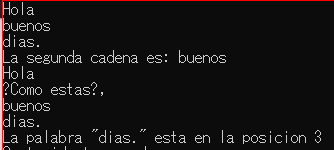 Hola
buenos
dias.
La segunda cadena es: buenos
Hola
?Como estas?,
buenos
dias.
La palabra "dias." esta en la posicion 3